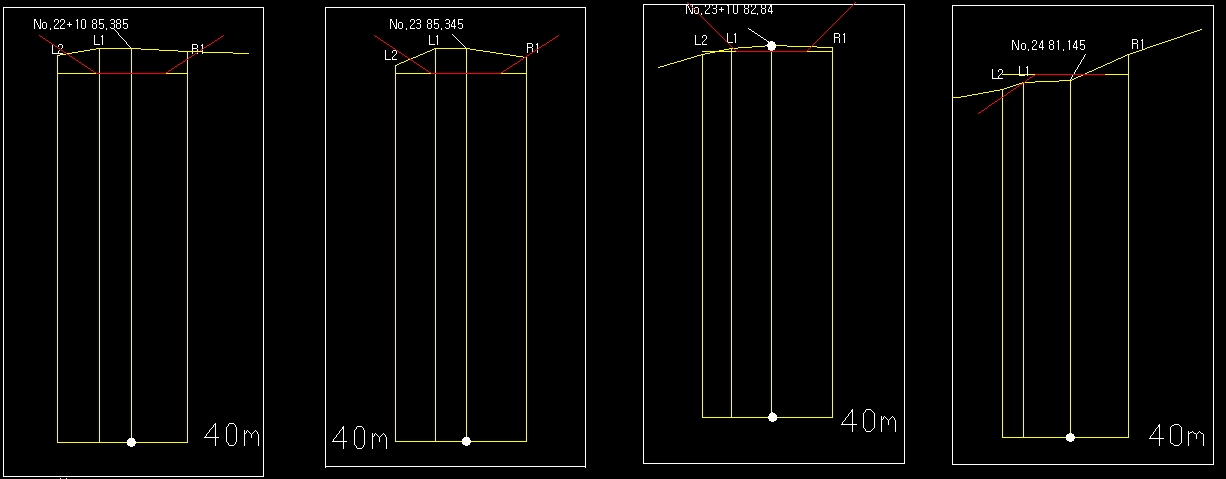 No,22+10 85,385
L2
L1
R1
40m
No,23 85,345
L2
L1
R1
40m
No,23+10 82,84
L2
L1
R1
40m
No,24 81,145
L2
L1
R1
40m